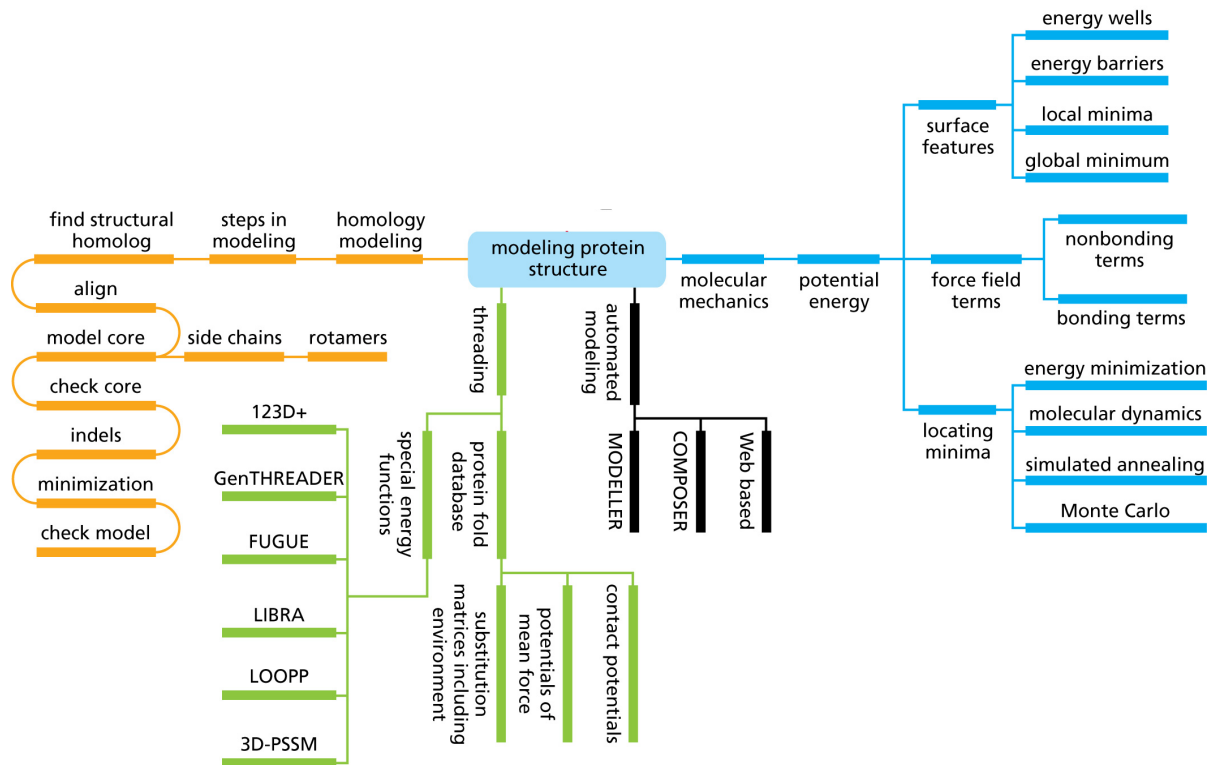 modeling protein
structure
homology
modeling
steps in
modeling
find structural
homolog
align
model core
side chains
rotamers
check core
indels
minimization
check model
threading
special energy
functions
123D+
GenTHREADER
FUGUE
LIBRA
LOOPP
3D-PSSM
protein fold
database
substitution
matrices including
environment
potentials of
mean force
contact potentials
automated
modeling
MODELLER
COMPOSER
Web based
molecular
mechanics
potential
energy
surface
features
energy wells
energy barriers
local minima
global minimum
force field
terms
nonbonding
terms
bonding terms
locating
minima
energy minimization
molecular dynamics
simulated annealing
Monte Carlo